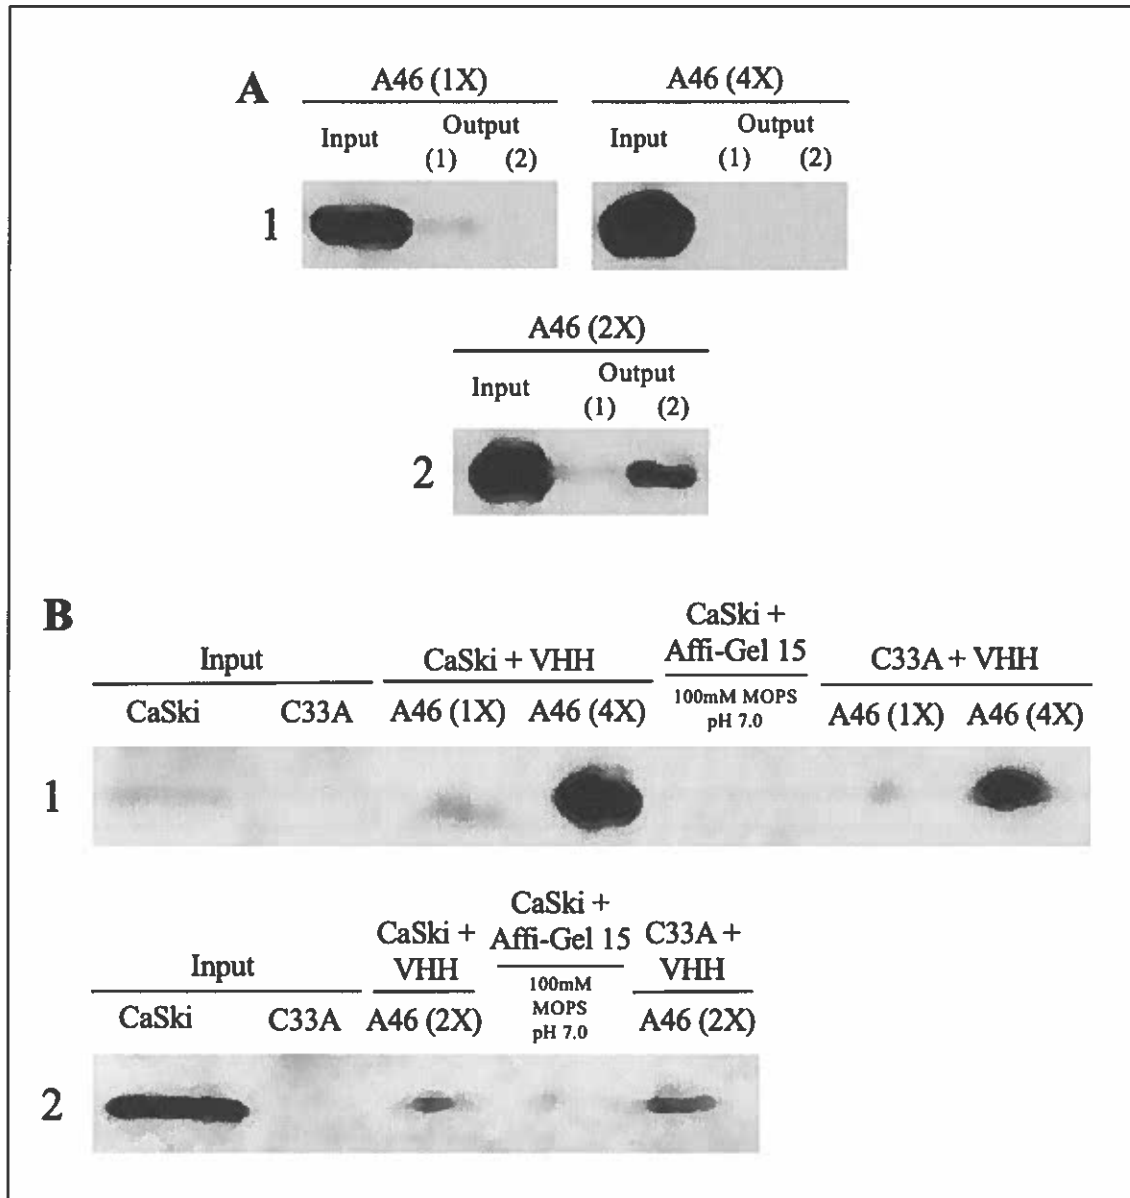 A
A46 (1X)
A46 (4X)
Input
Output
(1)
(2)
Input
Output
(1)
(2)
1
A46 (2X)
Input
Output
(1)
(2)
2
B
Input
CaSki + VHH
CaSki +
Affi-Gel 15
C33A + VHH
CaSki
C33A
A46 (1X)
A46 (4X)
100mM MOPS
pH 7.0
A46 (1X)
A46 (4X)
1
Input
CaSki +
VHH
CaSki +
Affi-Gel 15
C33A +
VHH
CaSki
C33A
A46 (2X)
100mM
MOPS
pH 7.0
A46 (2X)
2